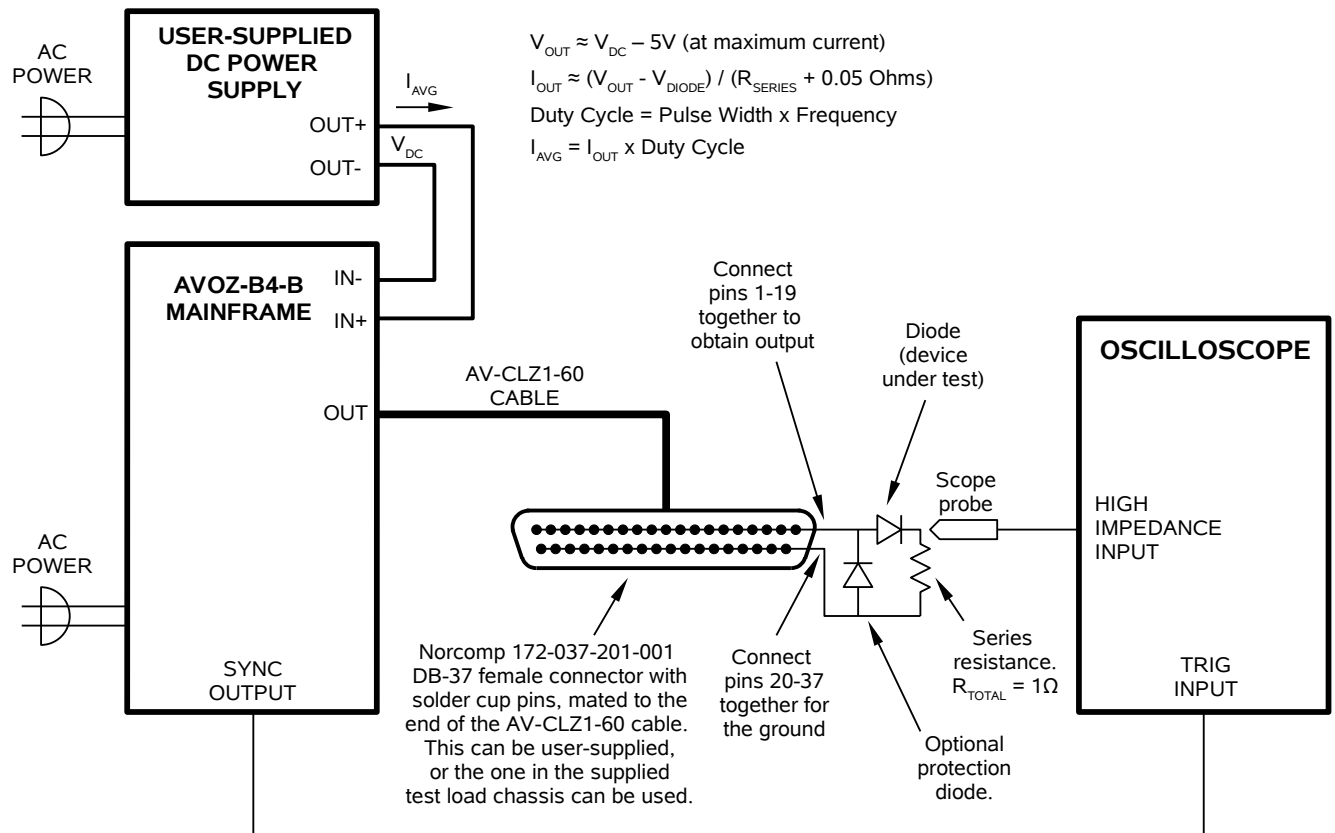 AC
POWER
USER-SUPPLIED
DC POWER
SUPPLY
OUT+
OUT-
I_AVG
V_DC
V_OUT ≈ V_DC – 5V (at maximum current)
I_OUT ≈ (V_OUT - V_DIODE) / (R_SERIES + 0.05 Ohms)
Duty Cycle = Pulse Width x Frequency
I_AVG = I_OUT x Duty Cycle
AVOZ-B4-B
MAINFRAME
IN-
IN+
OUT
AC
POWER
SYNC
OUTPUT
AV-CLZ1-60
CABLE
Connect
pins 1-19
together to
obtain output
Diode
(device
under test)
Scope
probe
OSCILLOSCOPE
HIGH
IMPEDANCE
INPUT
TRIG
INPUT
Norcomp 172-037-201-001
DB-37 female connector with
solder cup pins, mated to the
end of the AV-CLZ1-60 cable.
This can be user-supplied,
or the one in the supplied
test load chassis can be used.
Connect
pins 20-37
together for
the ground
Series
resistance.
R_TOTAL = 1Ω
Optional
protection
diode.